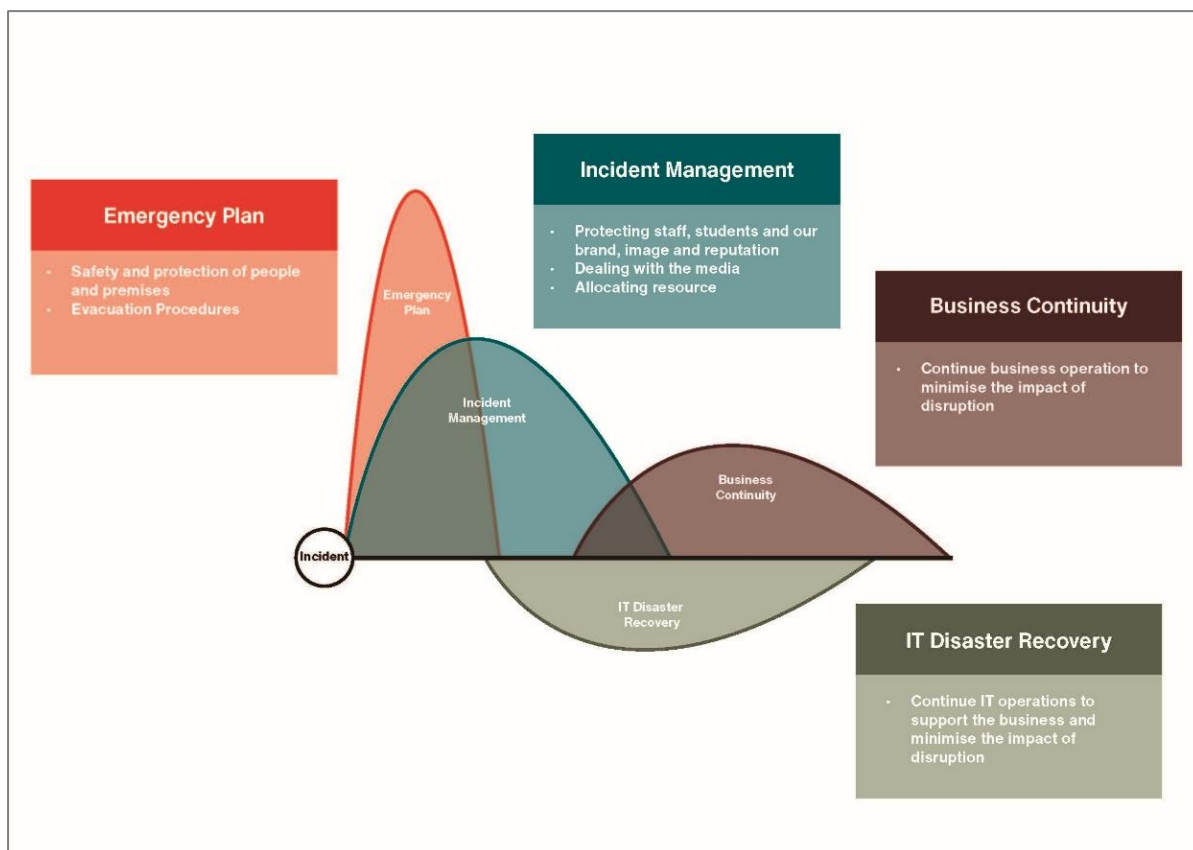 Emergency Plan
· Safety and protection of people
and premises
· Evacuation Procedures
Incident Management
· Protecting staff, students and our
brand, image and reputation
· Dealing with the media
· Allocating resource
Business Continuity
· Continue business operation to
minimise the impact of
disruption
Emergency
Plan
Incident
Management
Business
Continuity
Incident
IT Disaster
Recovery
IT Disaster Recovery
· Continue IT operations to
support the business and
minimise the impact of
disruption